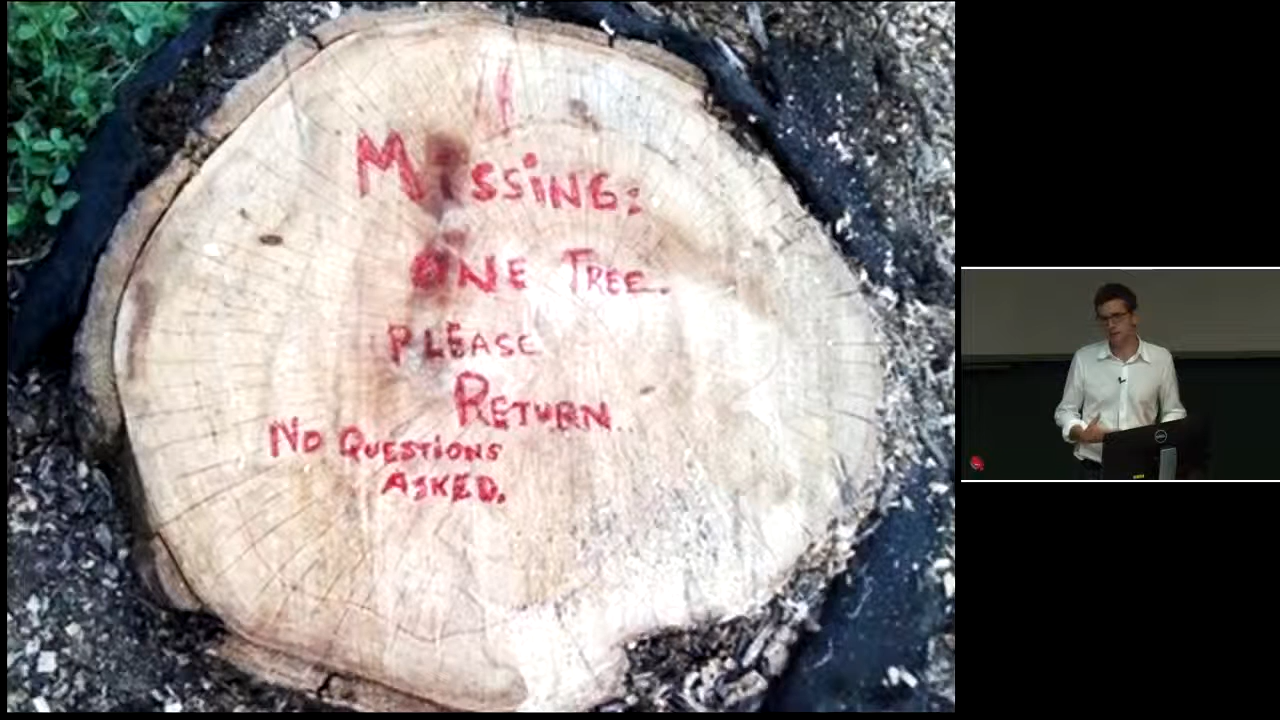 MiSSiNG:
ONE TREE.
PLEASE
RETURN.
NO QUESTiONS
ASKED.